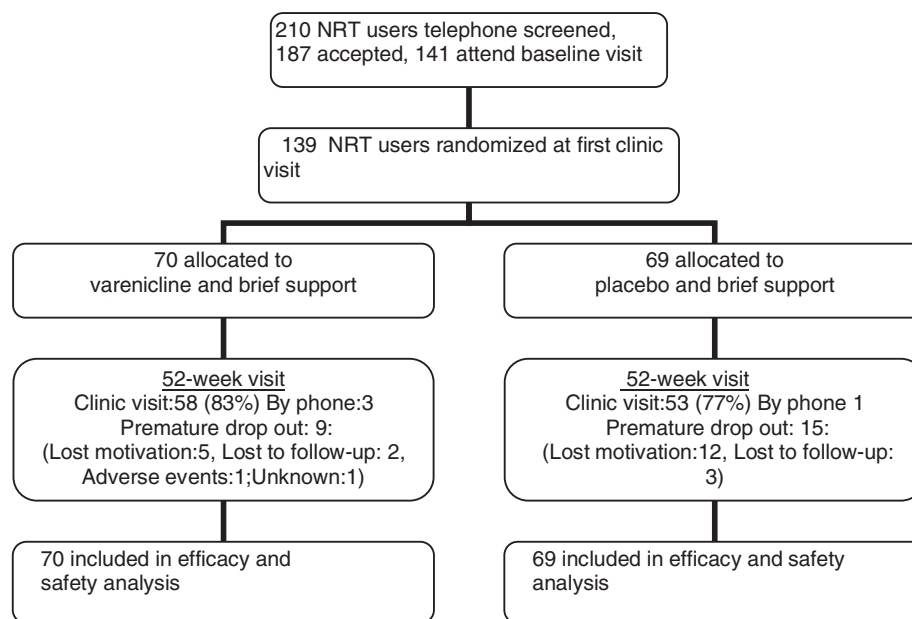 210 NRT users telephone screened,
187 accepted, 141 attend baseline visit
139 NRT users randomized at first clinic
visit
70 allocated to
varenicline and brief support
69 allocated to
placebo and brief support
52-week visit
Clinic visit:58 (83%) By phone:3
Premature drop out: 9:
(Lost motivation:5, Lost to follow-up: 2,
Adverse events:1;Unknown:1)
52-week visit
Clinic visit:53 (77%) By phone 1
Premature drop out: 15:
(Lost motivation:12, Lost to follow-up:
3)
70 included in efficacy and
safety analysis
69 included in efficacy and safety
analysis